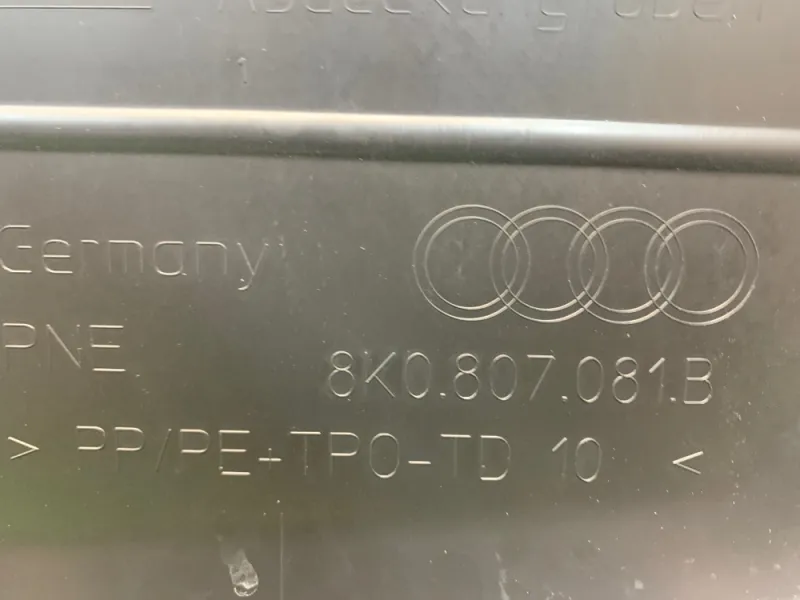 Germany
PNE
8K0.807.081.B
> PP/PE+TPO-TD 10 <